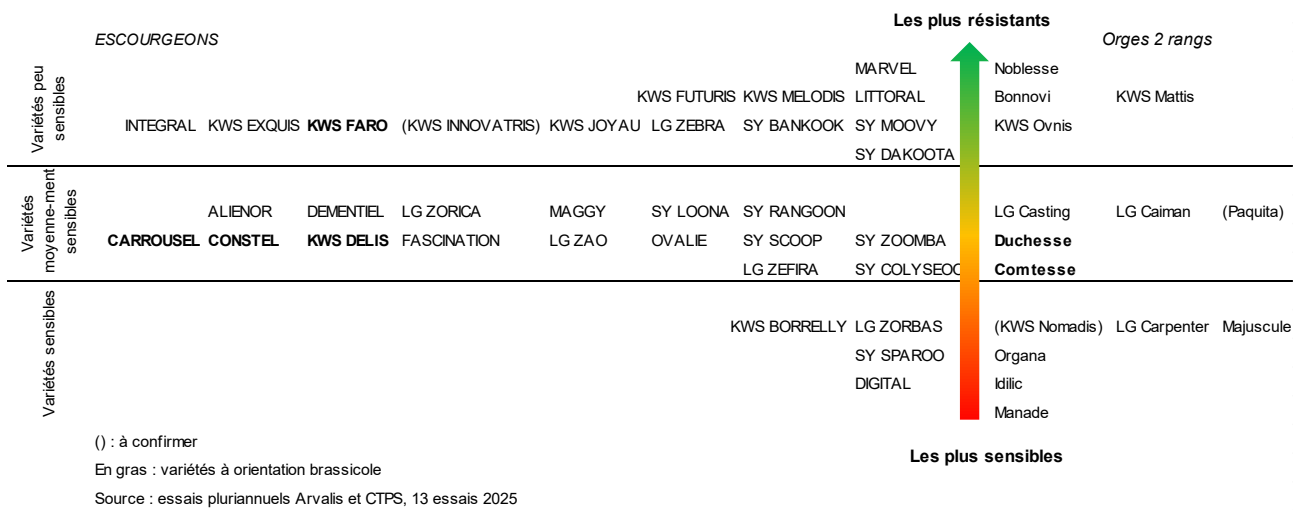 Les plus résistants
ESCOURGEONS Orges 2 rangs
Variétés peu
sensibles
MARVEL Noblesse
KWS FUTURIS KWS MELODIS LITTORAL Bonnovi KWS Mattis
INTEGRAL KWS EXQUIS KWS FARO (KWS INNOVATRIS) KWS JOYAU LG ZEBRA SY BANKOOK SY MOOVY KWS Ovnis
SY DAKOOTA
Variétés
moyenne-ment
sensibles
ALIENOR DEMENTIEL LG ZORICA MAGGY SY LOONA SY RANGOON LG Casting LG Caiman (Paquita)
CARROUSEL CONSTEL KWS DELIS FASCINATION LG ZAO OVALIE SY SCOOP SY ZOOMBA Duchesse
LG ZEFIRA SY COLYSEOO Comtesse
Variétés sensibles
KWS BORRELLY LG ZORBAS (KWS Nomadis) LG Carpenter Majuscule
SY SPAROO Organa
DIGITAL Idilic
Manade
() : à confirmer
En gras : variétés à orientation brassicole
Les plus sensibles
Source : essais pluriannuels Arvalis et CTPS, 13 essais 2025